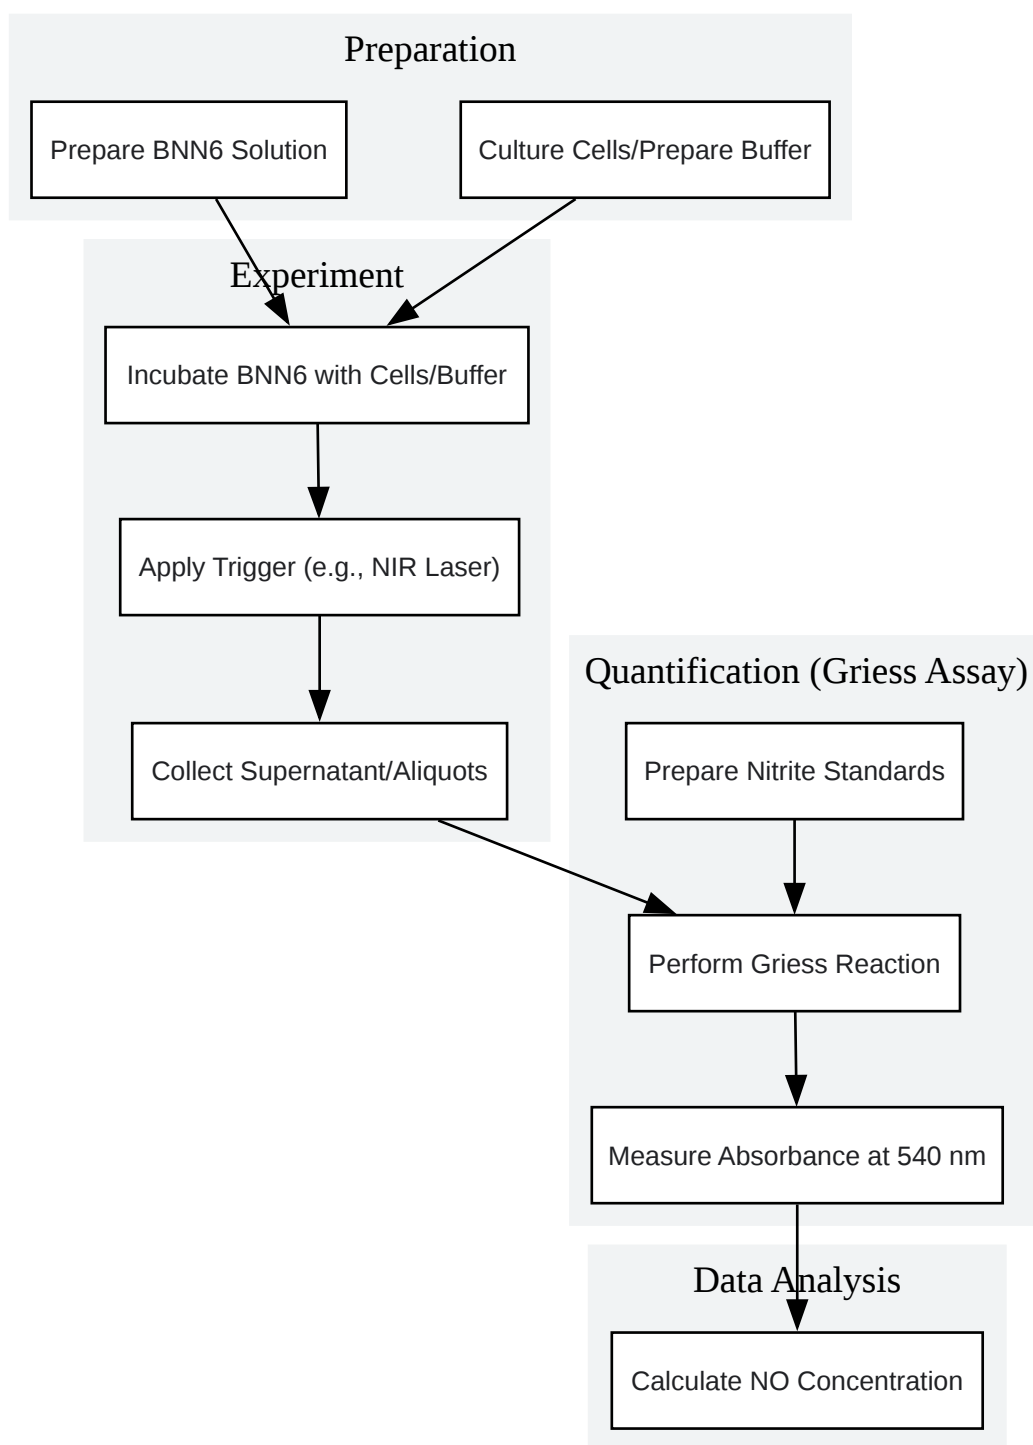 Preparation
Prepare BNN6 Solution
Culture Cells/Prepare Buffer
Experiment
Incubate BNN6 with Cells/Buffer
Apply Trigger (e.g., NIR Laser)
Collect Supernatant/Aliquots
Quantification (Griess Assay)
Prepare Nitrite Standards
Perform Griess Reaction
Measure Absorbance at 540 nm
Data Analysis
Calculate NO Concentration